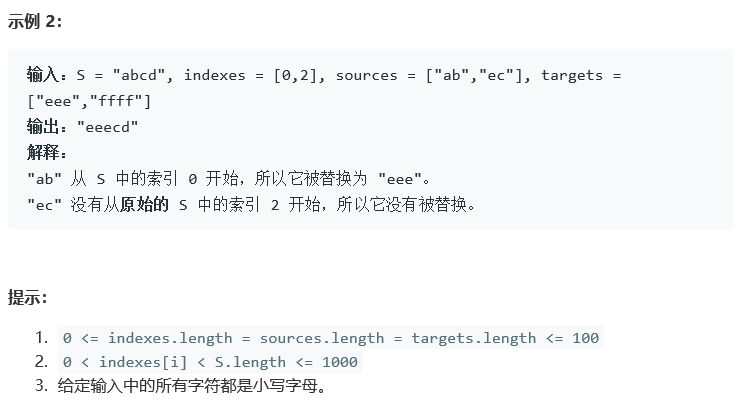 示例 2：
输入：S = "abcd", indexes = [0,2], sources = ["ab","ec"], targets =
["eee","ffff"]
输出："eeecd"
解释：
"ab" 从 S 中的索引 0 开始，所以它被替换为 "eee"。
"ec" 没有从原始的 S 中的索引 2 开始，所以它没有被替换。
提示：
1. 0 <= indexes.length = sources.length = targets.length <= 100
2. 0 < indexes[i] < S.length <= 1000
3. 给定输入中的所有字符都是小写字母。